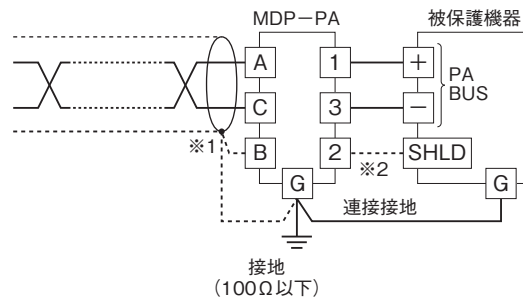 MDP－PA
被保護機器
A
1
+
C
3
−
PA
BUS
※1
B
2
※2
SHLD
G
G
連接接地
接地
（100Ω以下）